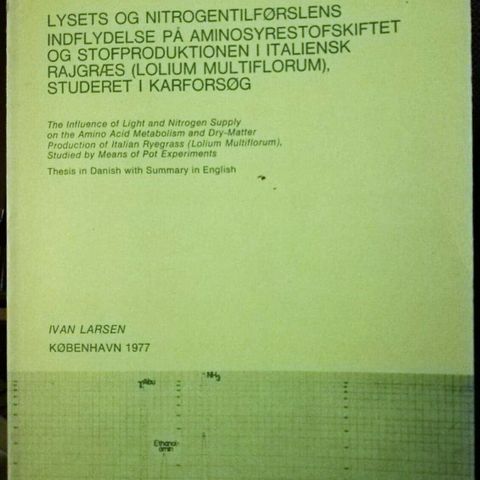 LYSETS OG NITROGENTILFØRSLENS
INDFLYDELSE PÅ AMINOSYRESTOFSKIFTET
OG STOFPRODUKTIONEN I ITALIENSK
RAJGRÆS (LOLIUM MULTIFLORUM),
STUDERET I KARFORSØG
The Influence of Light and Nitrogen Supply
on the Amino Acid Metabolism and Dry-Matter
Production of Italian Ryegrass (Lolium Multiflorum),
Studied by Means of Pot Experiments
Thesis in Danish with Summary in English
IVAN LARSEN
KØBENHAVN 1977
NH3
Ethanol-
amin